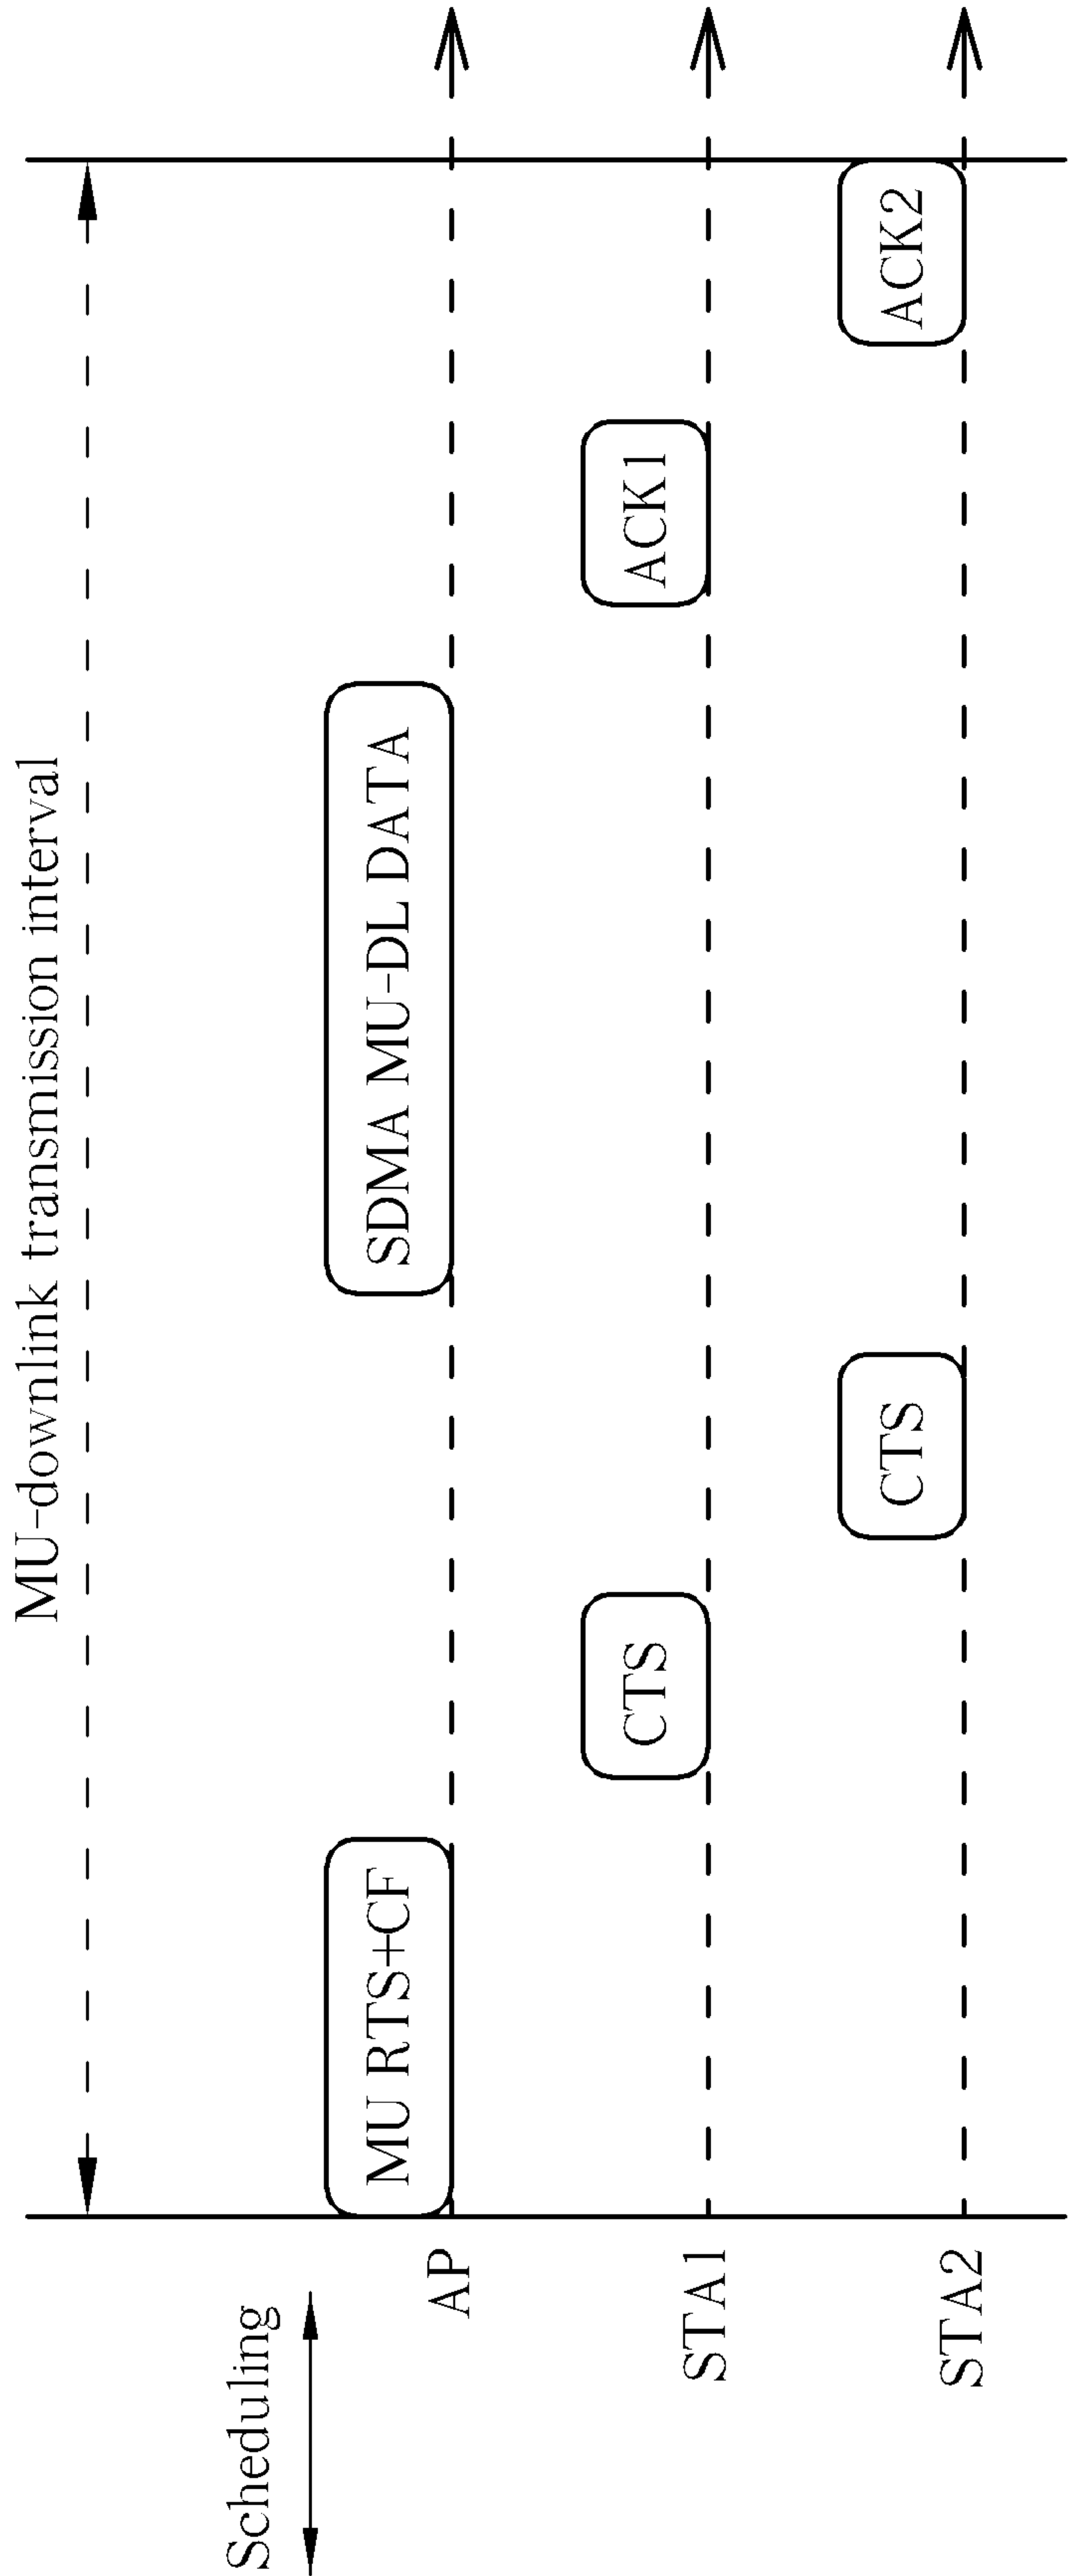 MU-downlink transmission interval
Scheduling
AP
MU RTS+CF
SDMA MU-DL DATA
STA1
CTS
ACK1
STA2
CTS
ACK2